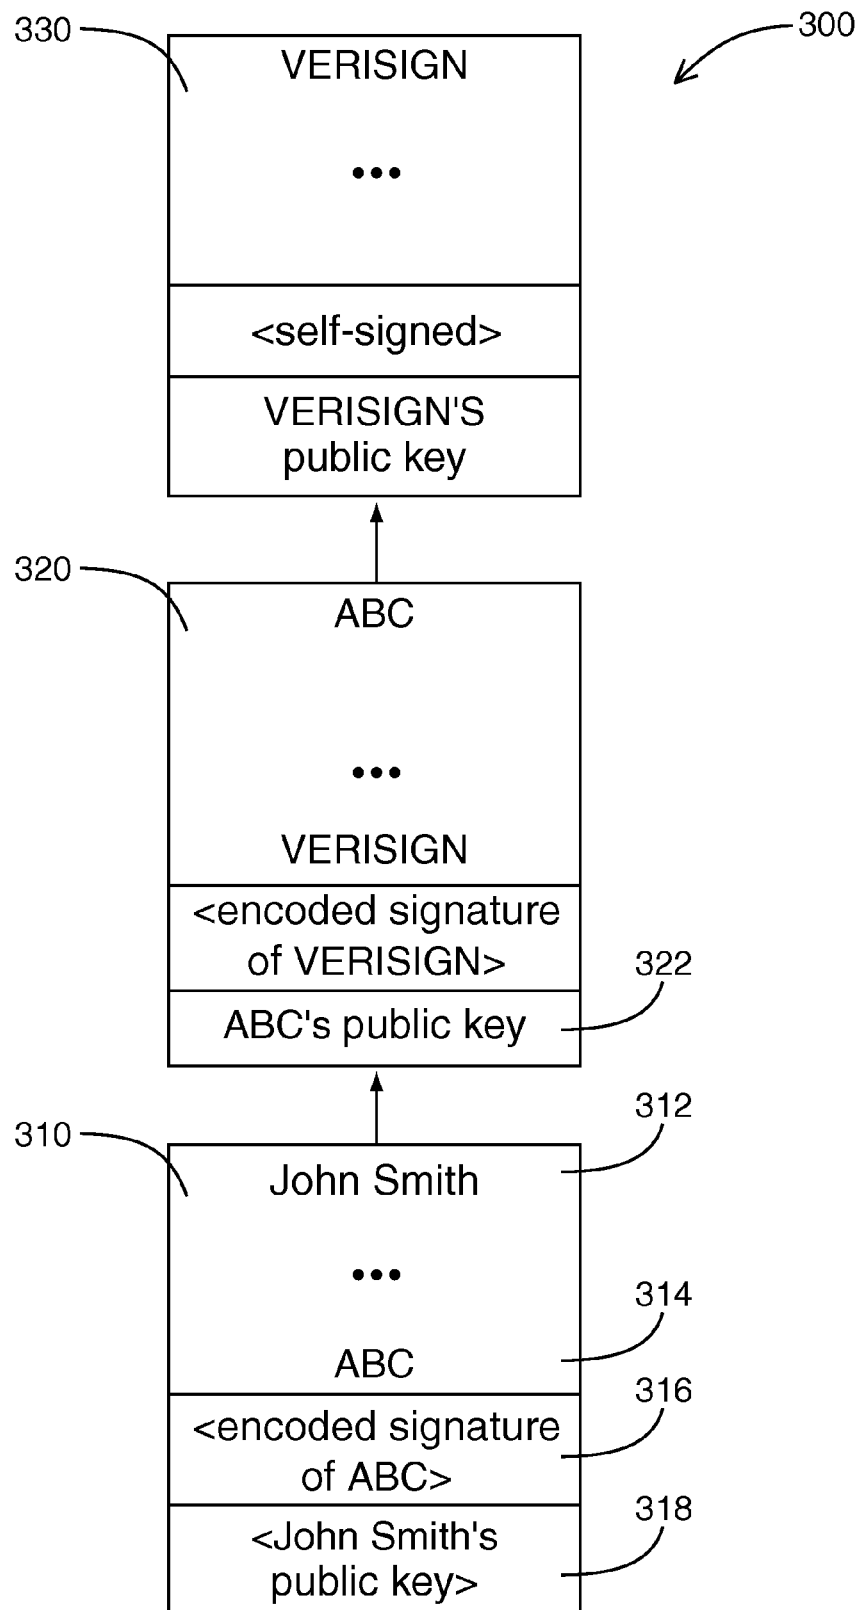 330
300
VERISIGN
•••
<self-signed>
VERISIGN'S
public key
320
ABC
•••
VERISIGN
<encoded signature
of VERISIGN>
322
ABC's public key
312
310
John Smith
•••
314
ABC
316
<encoded signature
of ABC>
318
<John Smith's
public key>